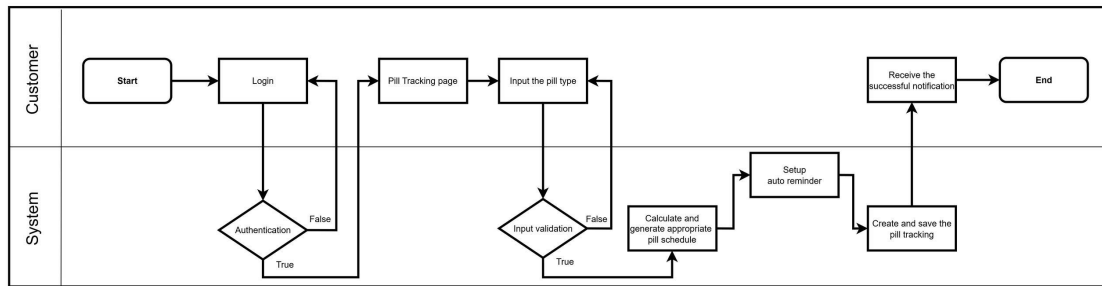 Customer
Start
Login
Pill Tracking page
Input the pill type
Receive the
successful notification
End
System
Authentication
False
True
Input validation
False
True
Calculate and
generate appropriate
pill schedule
Setup
auto reminder
Create and save the
pill tracking